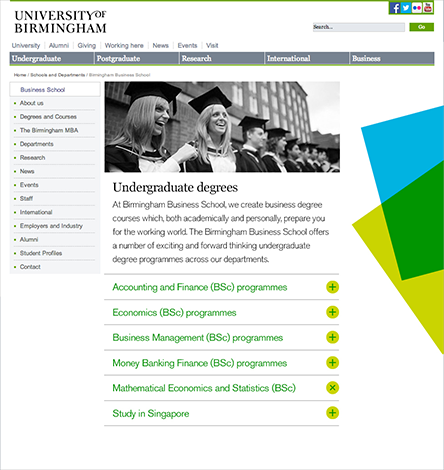 UNIVERSITY OF
BIRMINGHAM
Search...
Go
University | Alumni | Giving | Working here | News | Events | Visit
Undergraduate | Postgraduate | Research | International | Business
Home / Schools and Departments / Birmingham Business School
Business School
About us
Degrees and Courses
The Birmingham MBA
Departments
Research
News
Events
Staff
International
Employers and Industry
Alumni
Student Profiles
Contact
Undergraduate degrees
At Birmingham Business School, we create business degree
courses which, both academically and personally, prepare you
for the working world. The Birmingham Business School offers
a number of exciting and forward thinking undergraduate
degree programmes across our departments.
Accounting and Finance (BSc) programmes
Economics (BSc) programmes
Business Management (BSc) programmes
Money Banking Finance (BSc) programmes
Mathematical Economics and Statistics (BSc)
Study in Singapore